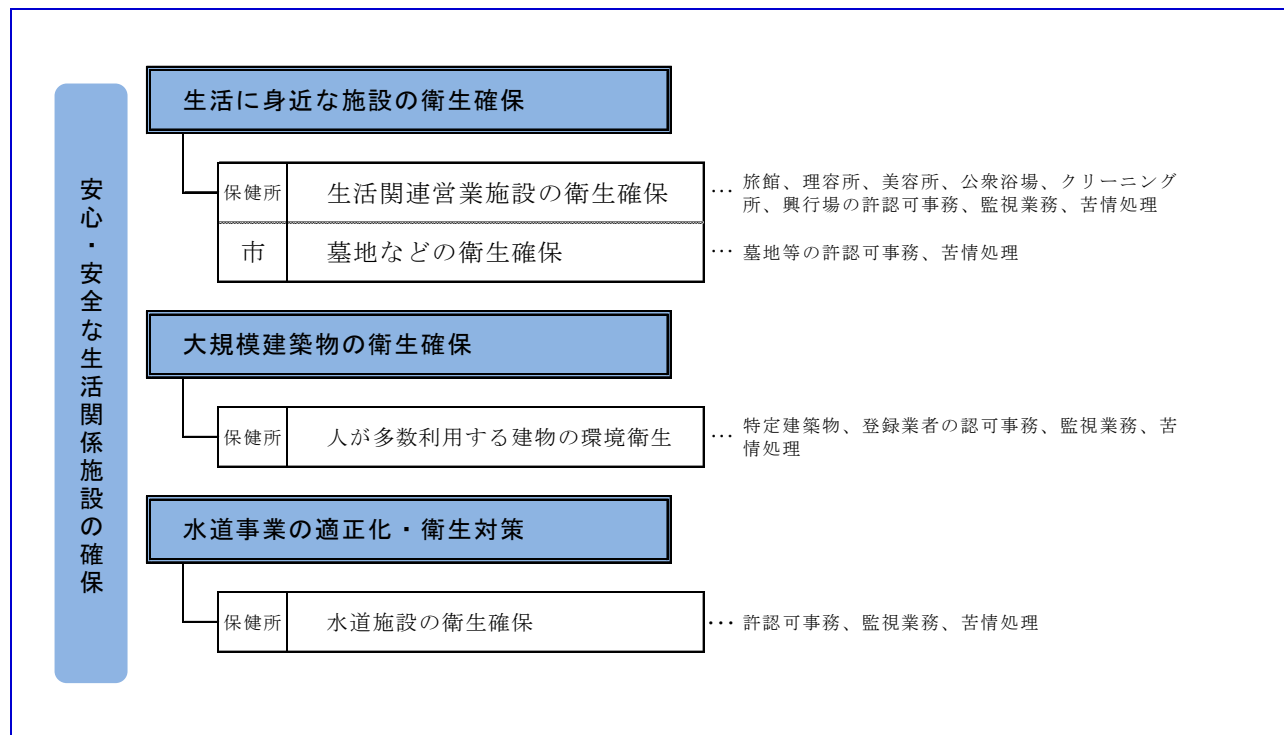 安心・安全な生活関係施設の確保
生活に身近な施設の衛生確保
保健所 生活関連営業施設の衛生確保 … 旅館、理容所、美容所、公衆浴場、クリーニング
所、興行場の許認可事務、監視業務、苦情処理
市 墓地などの衛生確保 … 墓地等の許認可事務、苦情処理
大規模建築物の衛生確保
保健所 人が多数利用する建物の環境衛生 … 特定建築物、登録業者の認可事務、監視業務、苦
情処理
水道事業の適正化・衛生対策
保健所 水道施設の衛生確保 … 許認可事務、監視業務、苦情処理